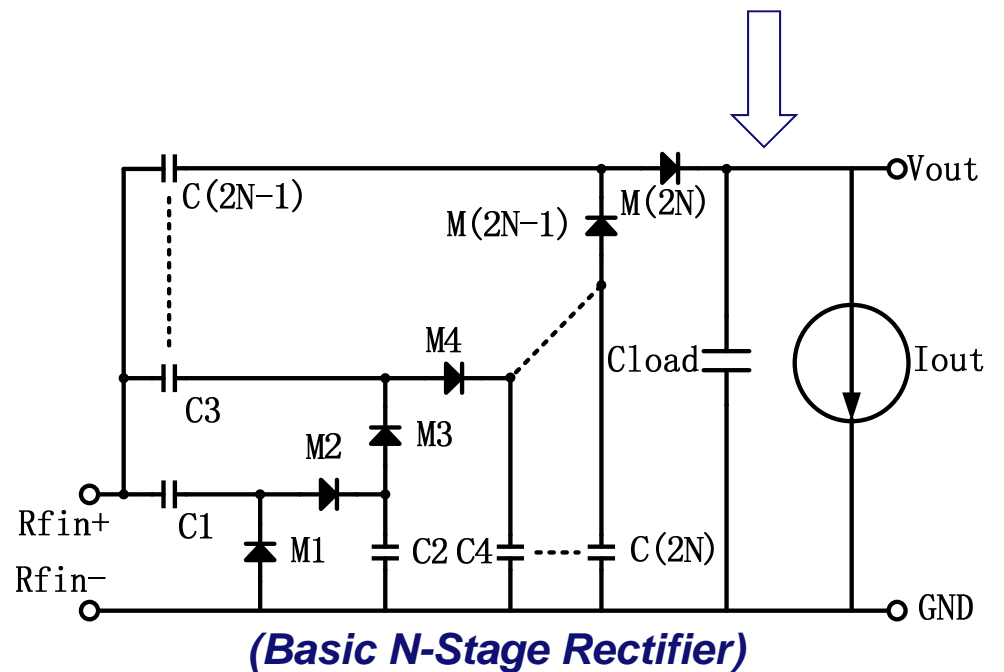 Vout
C(2N-1)
M(2N)
M(2N-1)
M4
Cload
Iout
C3
M3
M2
Rfin+
C1
M1
C2
C4
C(2N)
Rfin-
GND
(Basic N-Stage Rectifier)